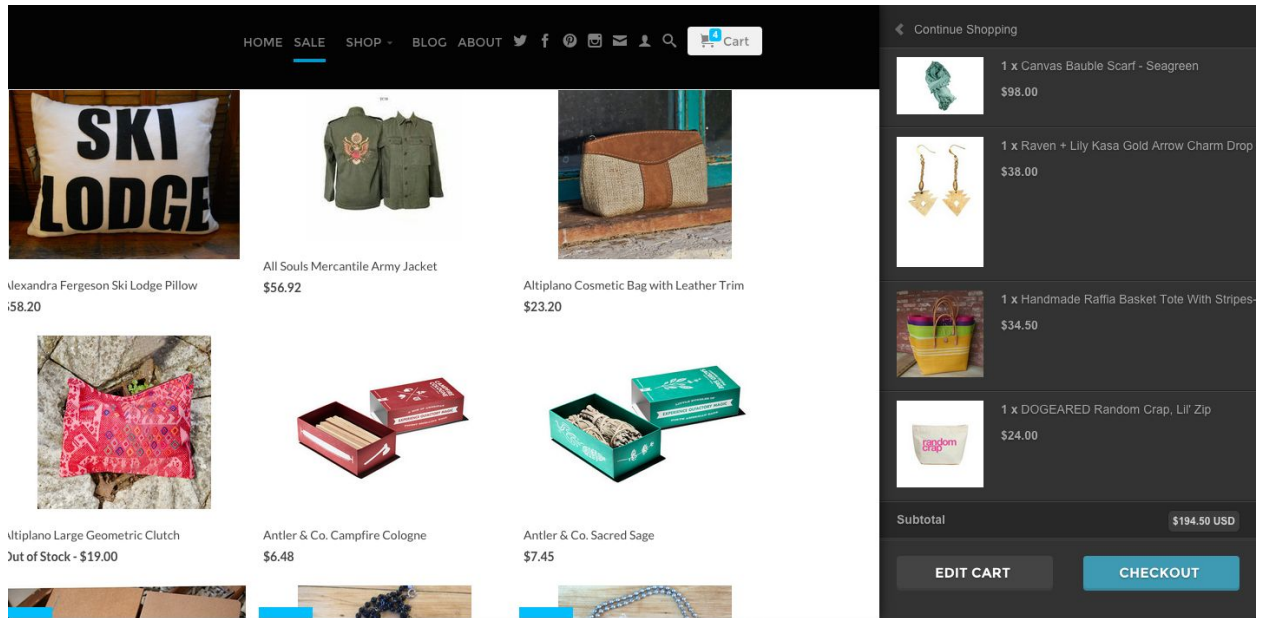 HOME SALE SHOP BLOG ABOUT 4 Cart
SKI
LODGE
Alexandra Fergeson Ski Lodge Pillow
$58.20
All Souls Mercantile Army Jacket
$56.92
Altiplano Cosmetic Bag with Leather Trim
$23.20
Altiplano Large Geometric Clutch
Out of Stock - $19.00
Antler & Co. Campfire Cologne
$6.48
Antler & Co. Sacred Sage
$7.45
Continue Shopping
1 x Canvas Bauble Scarf - Seagreen
$98.00
1 x Raven + Lily Kasa Gold Arrow Charm Drop
$38.00
1 x Handmade Raffia Basket Tote With Stripes-
$34.50
random
crap
1 x DOGEARED Random Crap, Lil' Zip
$24.00
Subtotal $194.50 USD
EDIT CART CHECKOUT